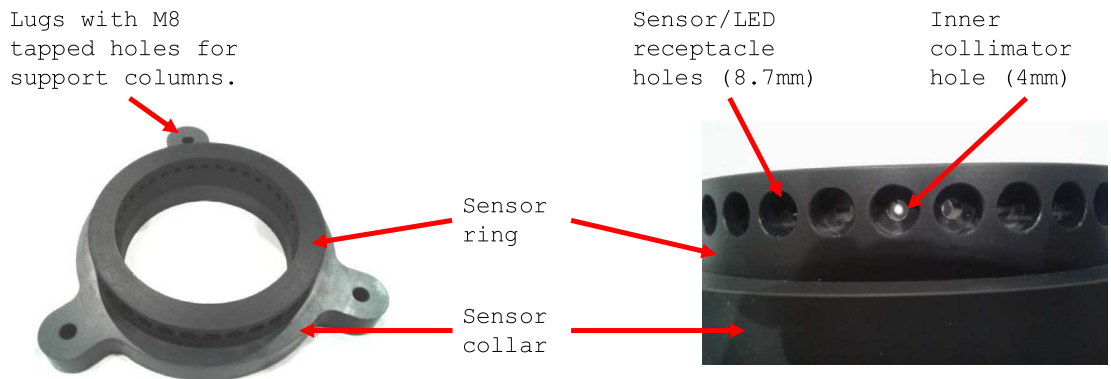 Lugs with M8
tapped holes for
support columns.
Sensor/LED
receptacle
holes (8.7mm)
Inner
collimator
hole (4mm)
Sensor
ring
Sensor
collar